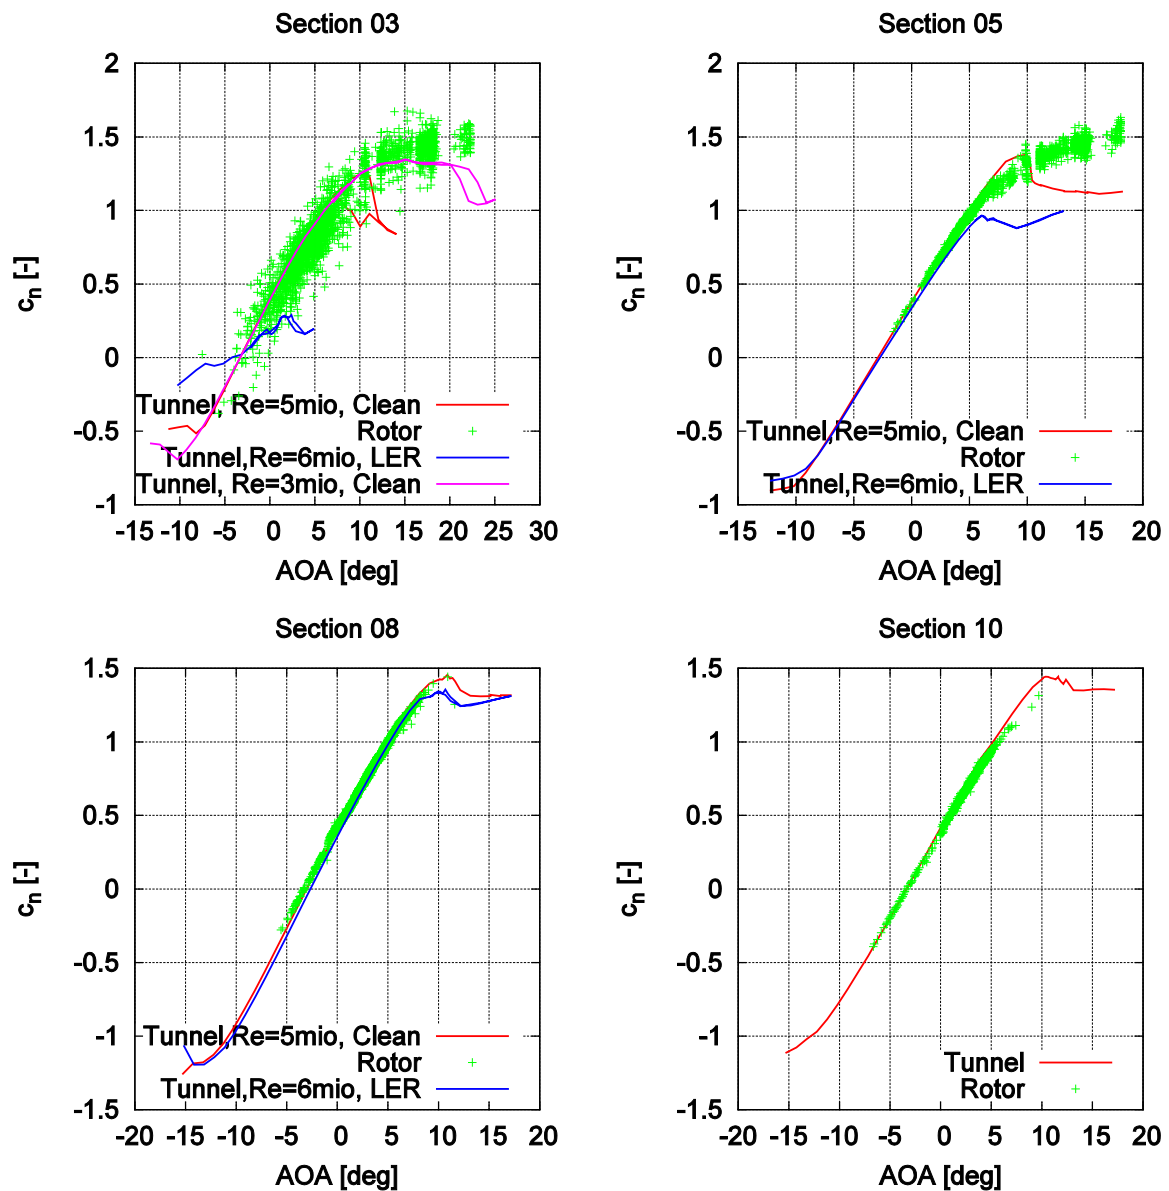 Section 03
2
1.5
1
0.5
0
-0.5
-1
c_n [-]
Tunnel, Re=5mio, Clean
Rotor
Tunnel,Re=6mio, LER
Tunnel, Re=3mio, Clean
-15 -10 -5 0 5 10 15 20 25 30
AOA [deg]
Section 05
2
1.5
1
0.5
0
-0.5
-1
c_n [-]
Tunnel,Re=5mio, Clean
Rotor
Tunnel,Re=6mio, LER
-15 -10 -5 0 5 10 15 20
AOA [deg]
Section 08
1.5
1
0.5
0
-0.5
-1
-1.5
c_n [-]
Tunnel,Re=5mio, Clean
Rotor
Tunnel,Re=6mio, LER
-20 -15 -10 -5 0 5 10 15 20
AOA [deg]
Section 10
1.5
1
0.5
0
-0.5
-1
-1.5
c_n [-]
Tunnel
Rotor
-20 -15 -10 -5 0 5 10 15 20
AOA [deg]